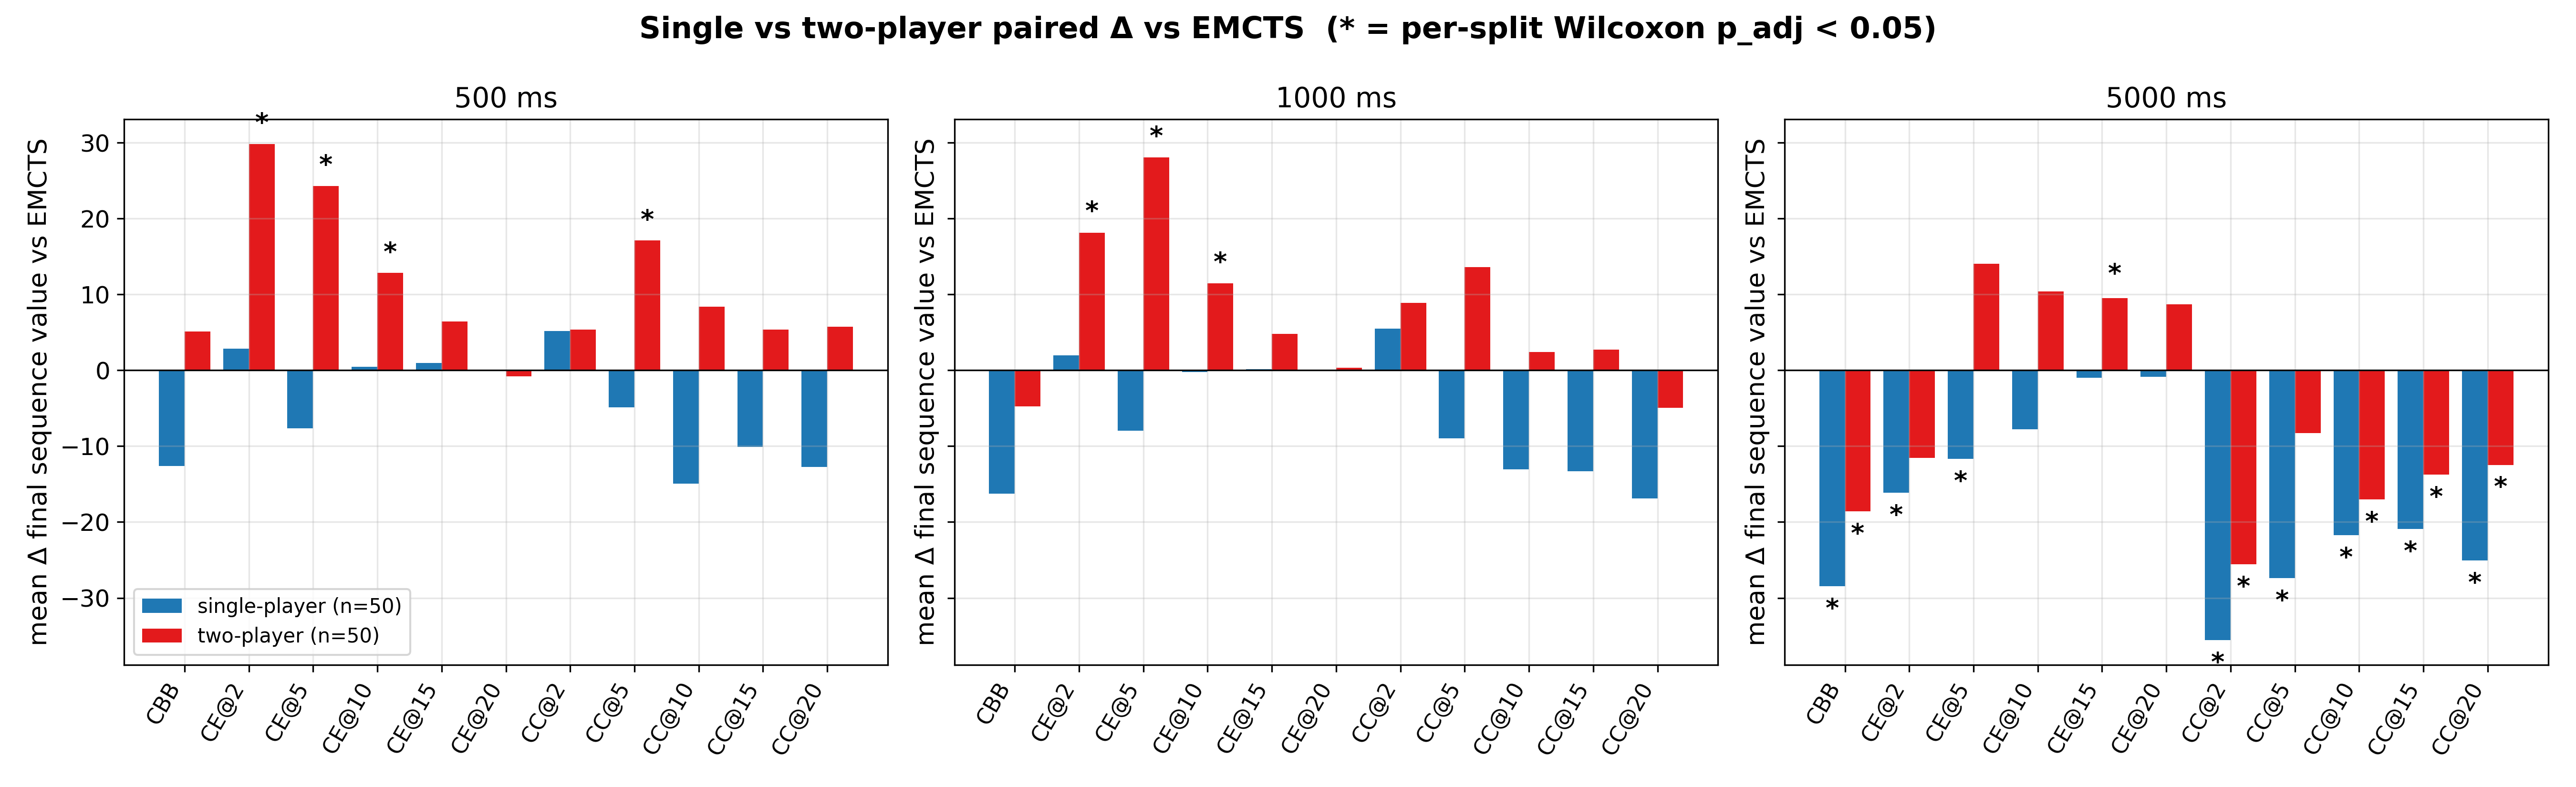 Single vs two-player paired Δ vs EMCTS (* = per-split Wilcoxon p_adj < 0.05)
500 ms
mean Δ final sequence value vs EMCTS
30
20
10
0
−10
−20
−30
*
*
*
*
single-player (n=50)
two-player (n=50)
CBB
CE@2
CE@5
CE@10
CE@15
CE@20
CC@2
CC@5
CC@10
CC@15
CC@20
1000 ms
mean Δ final sequence value vs EMCTS
*
*
*
CBB
CE@2
CE@5
CE@10
CE@15
CE@20
CC@2
CC@5
CC@10
CC@15
CC@20
5000 ms
mean Δ final sequence value vs EMCTS
*
*
*
*
*
*
*
*
*
*
*
*
*
*
CBB
CE@2
CE@5
CE@10
CE@15
CE@20
CC@2
CC@5
CC@10
CC@15
CC@20